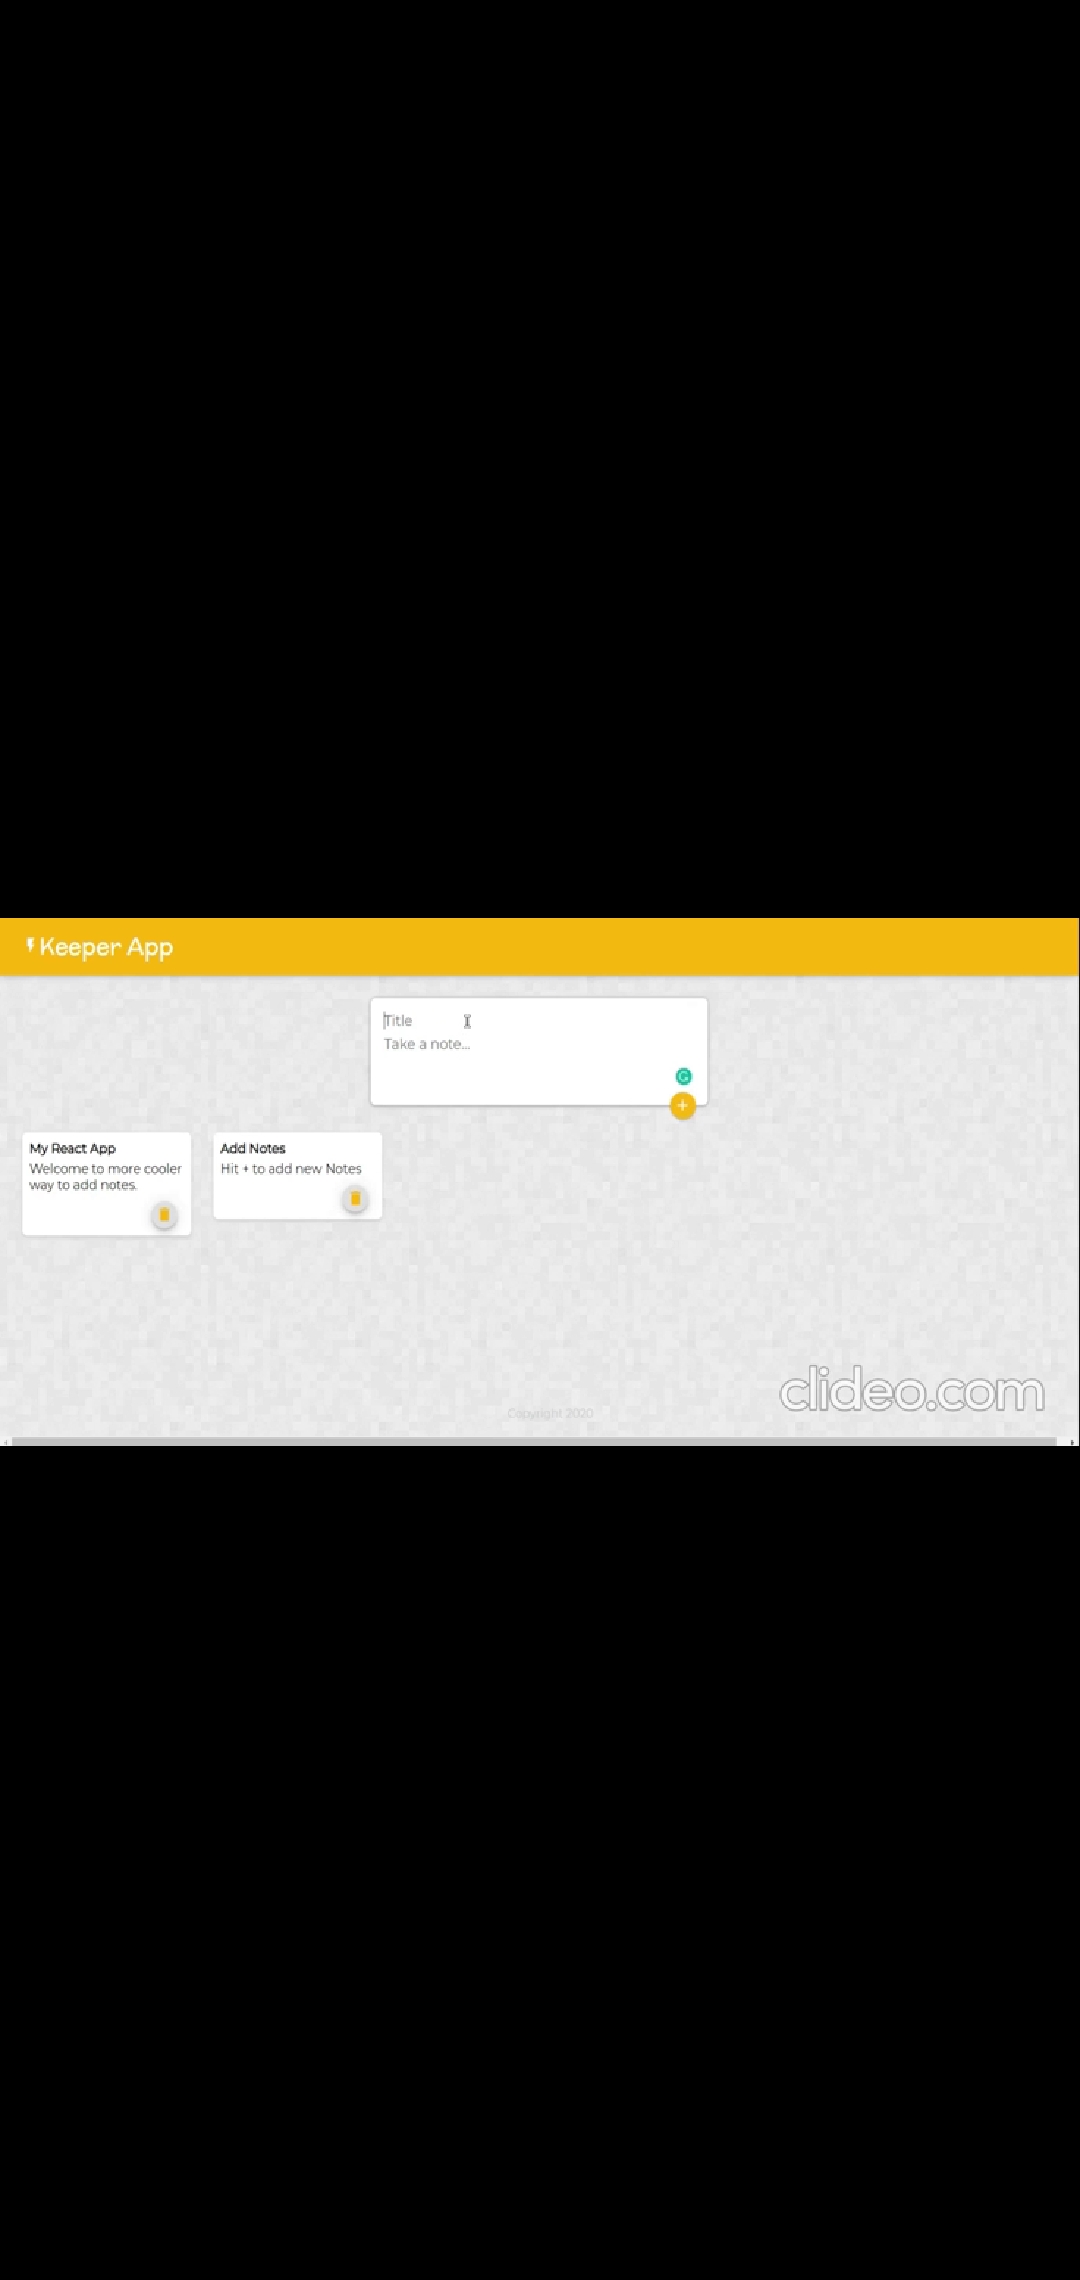 Keeper App
Title
Take a note...
My React App
Welcome to more cooler
way to add notes.
Add Notes
Hit + to add new Notes
clideo.com
Copyright 2020